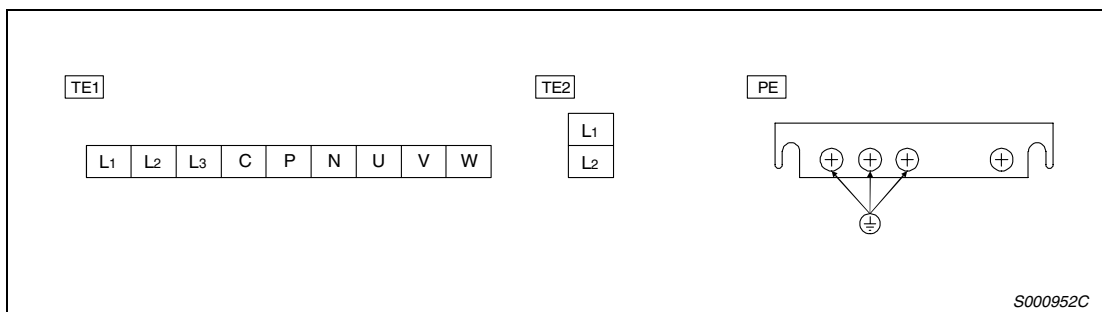 TE1 TE2 PE
L1 L2 L3 C P N U V W
L1
L2
S000952C